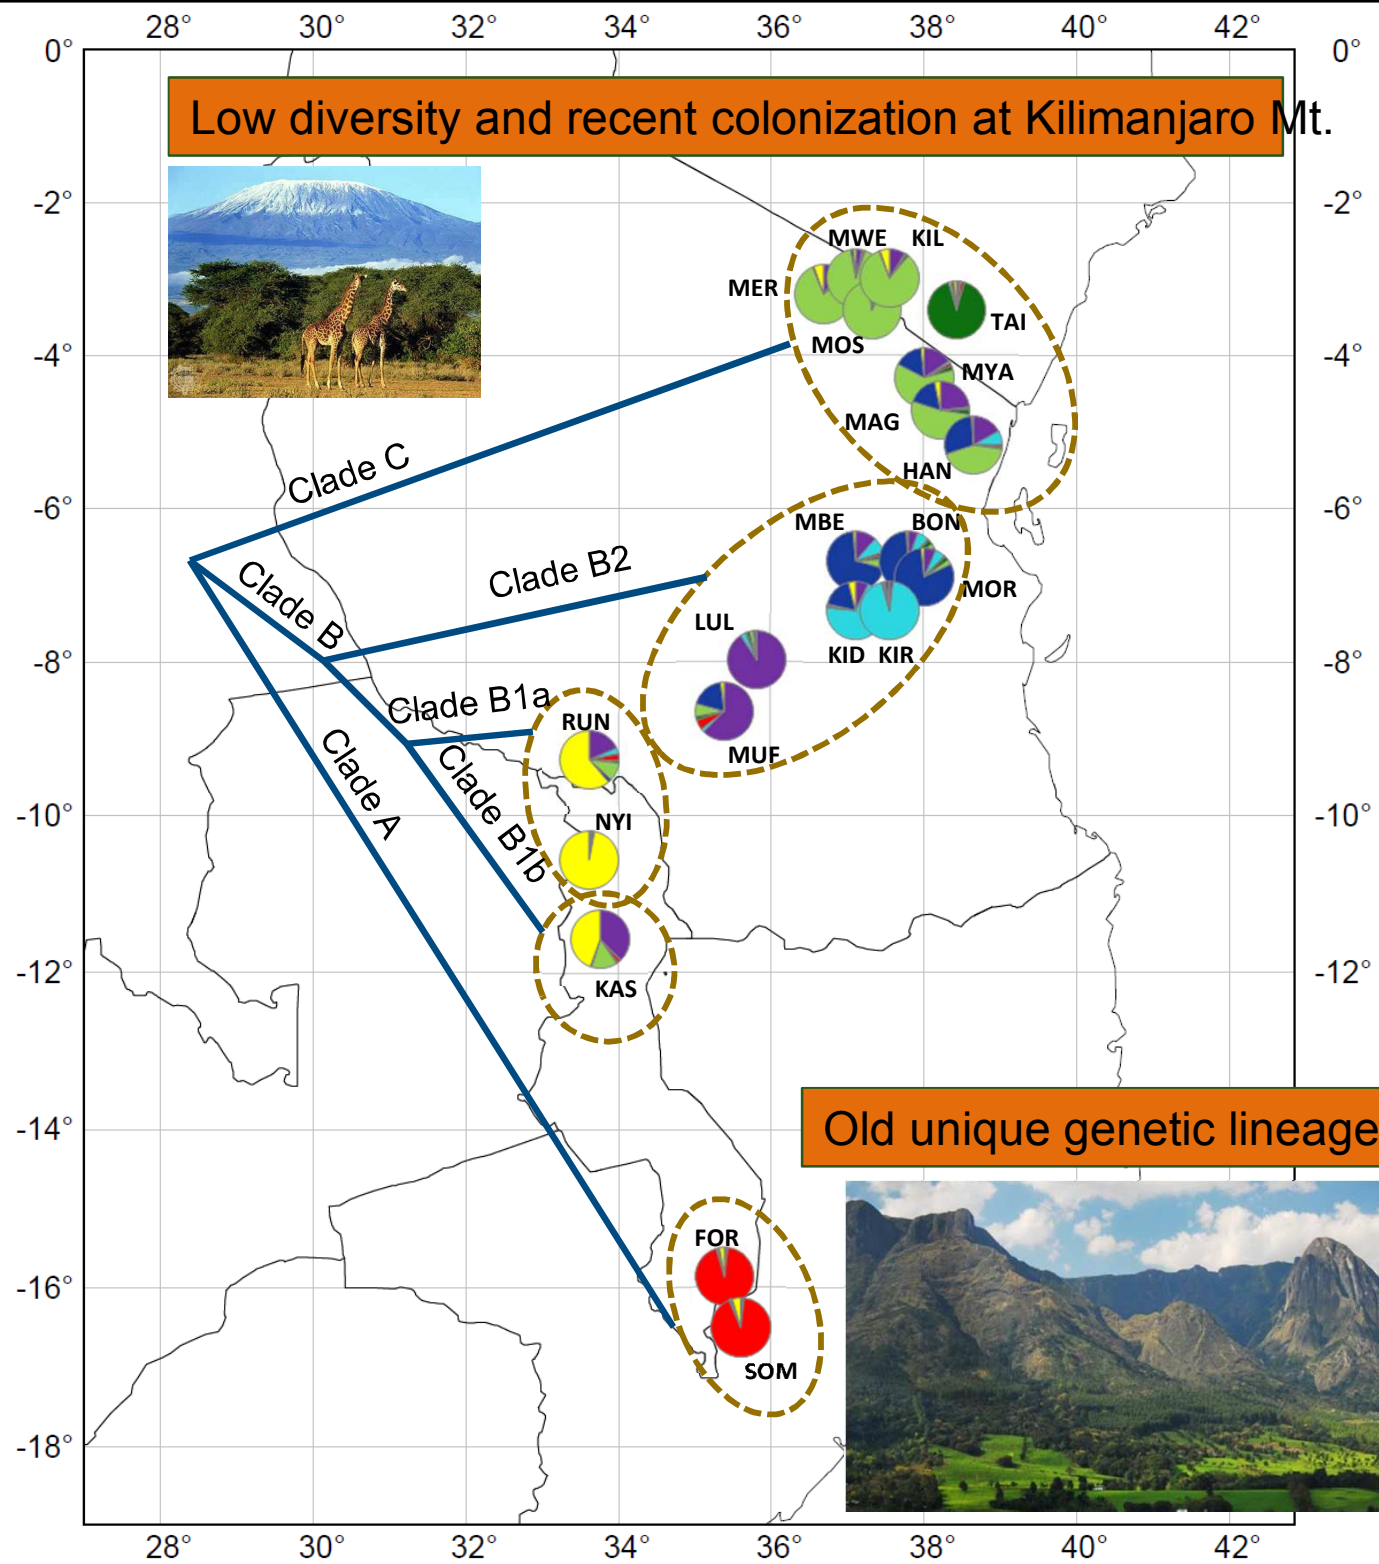 28° 30° 32° 34° 36° 38° 40° 42°
0° 0°
Low diversity and recent colonization at Kilimanjaro Mt.
-2° -2°
MWE KIL
MER
TAI
MOS
-4° -4°
MYA
MAG
Clade C
HAN
-6° -6°
MBE BON
Clade B2
Clade B
MOR
LUL
KID KIR
-8° -8°
Clade B1a
RUN
Clade A
MUF
Clade B1b
-10° -10°
NYI
-12° -12°
KAS
-14° -14°
Old unique genetic lineage
FOR
-16°
SOM
-18°
28° 30° 32° 34° 36° 38° 40° 42°